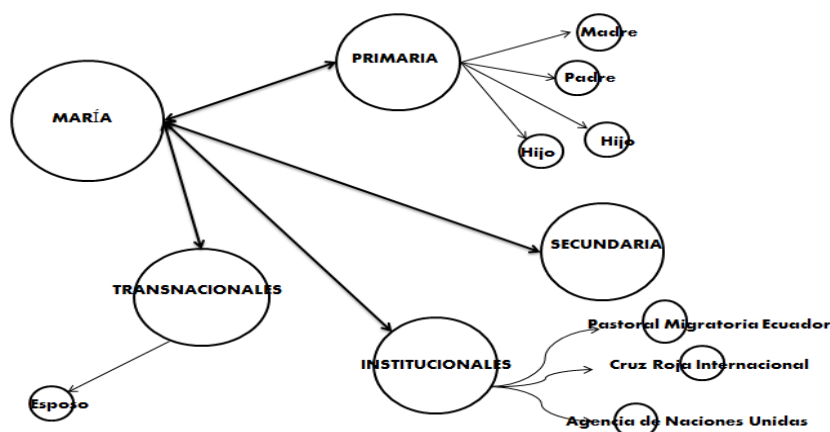 Madre
PRIMARIA
Padre
MARÍA
Hijo
Hijo
SECUNDARIA
TRANSNACIONALES
Pastoral Migratoria Ecuador
INSTITUCIONALES
Cruz Roja Internacional
Esposo
Agencia de Naciones Unidas